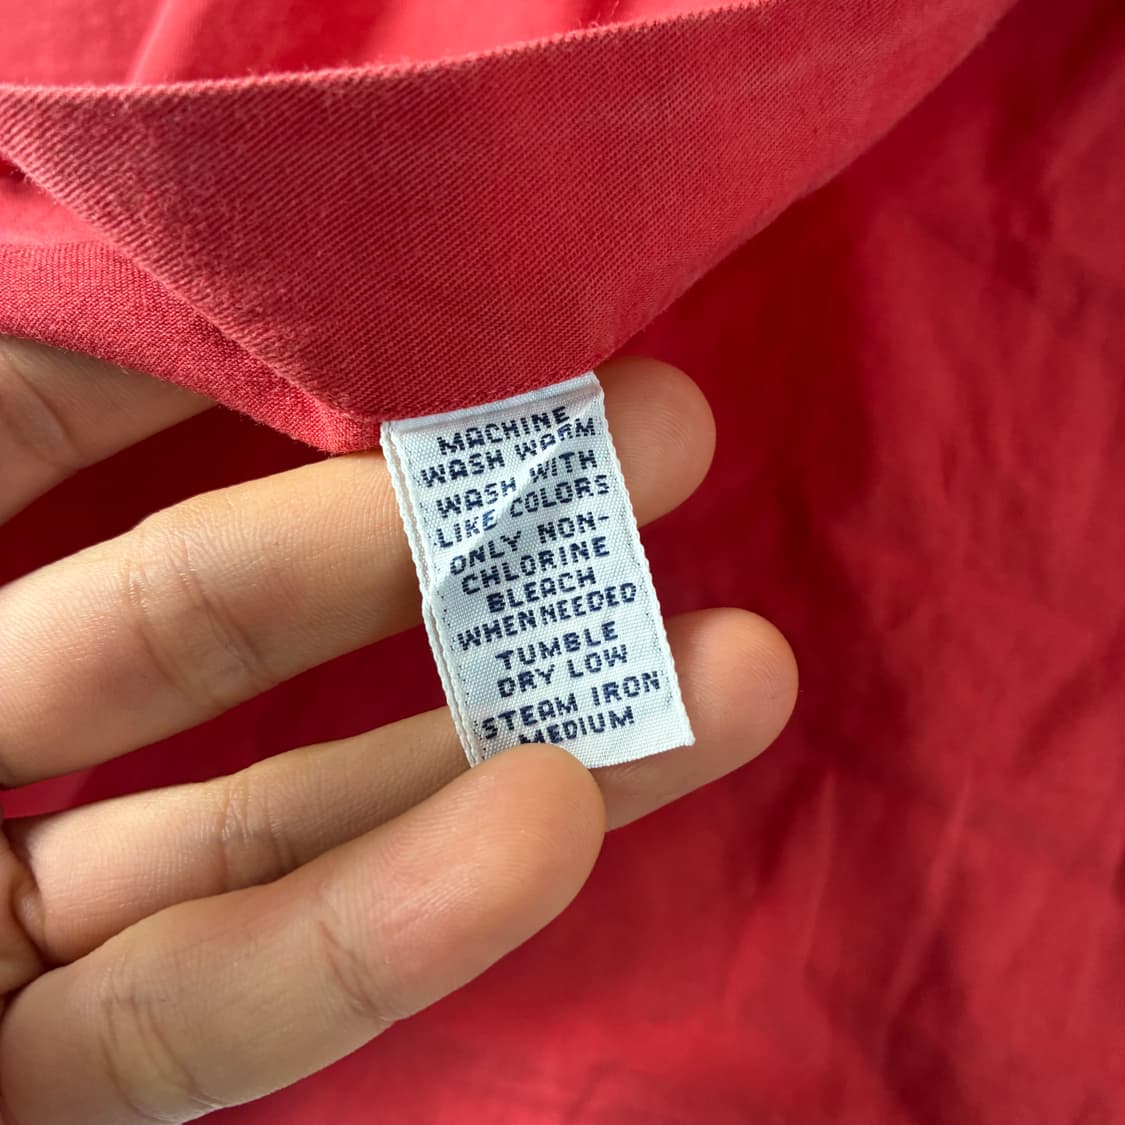 MACHINE
WASH WARM
WASH WITH
LIKE COLORS
ONLY NON-
CHLORINE
BLEACH
WHEN NEEDED
TUMBLE
DRY LOW
STEAM IRON
MEDIUM